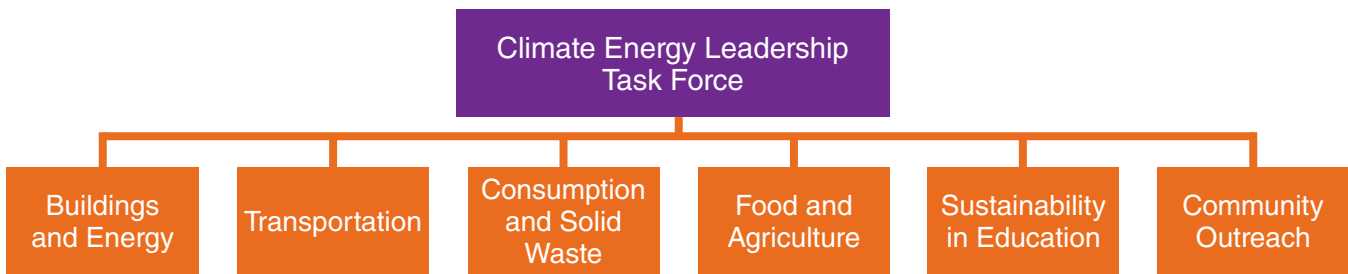 Climate Energy Leadership
Task Force
Buildings
and Energy
Transportation
Consumption
and Solid
Waste
Food and
Agriculture
Sustainability
in Education
Community
Outreach